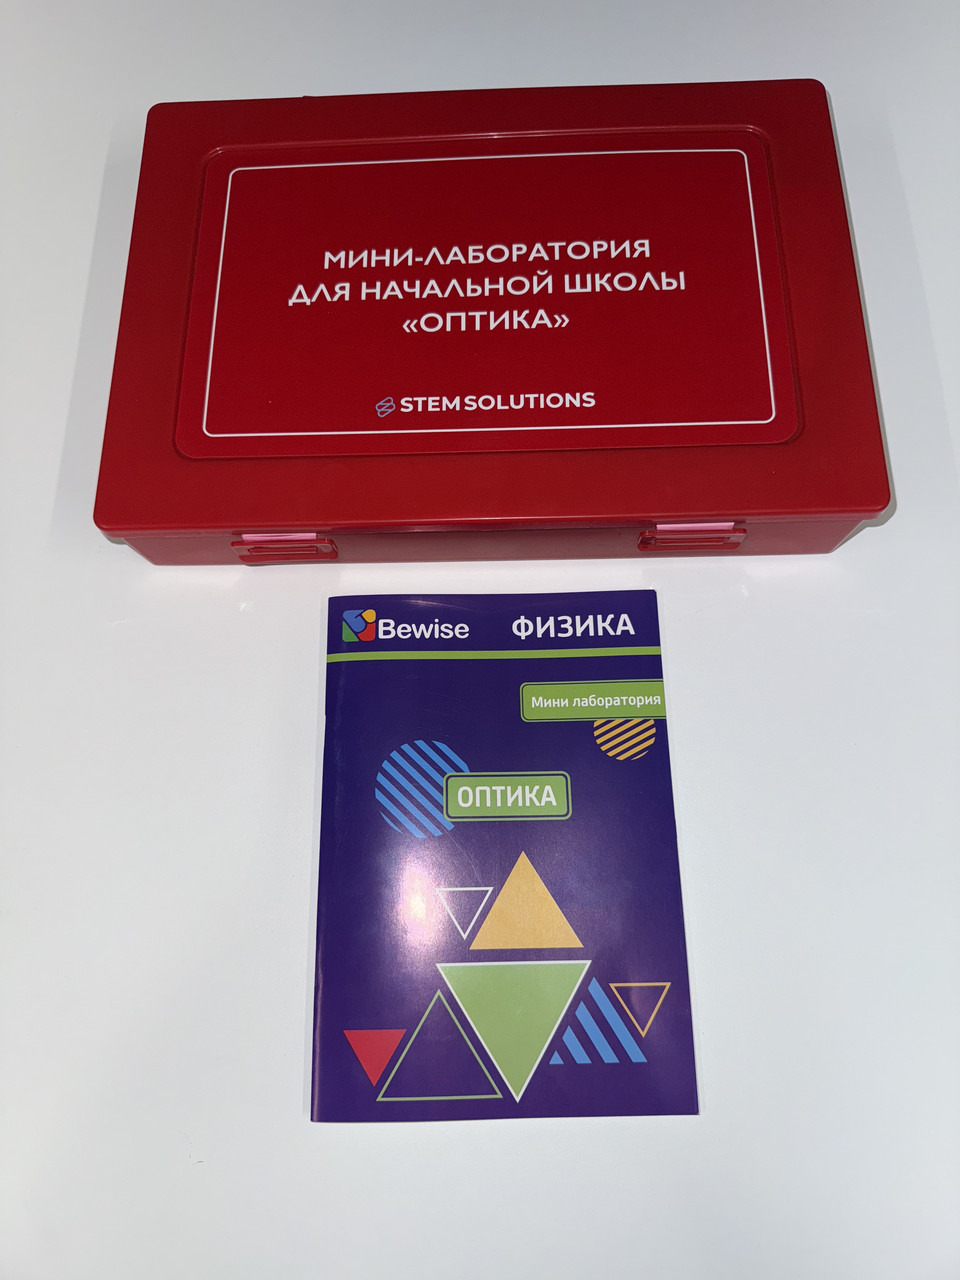 МИНИ-ЛАБОРАТОРИЯ
ДЛЯ НАЧАЛЬНОЙ ШКОЛЫ
«ОПТИКА»
STEM SOLUTIONS
Bewise ФИЗИКА
Мини лаборатория
ОПТИКА